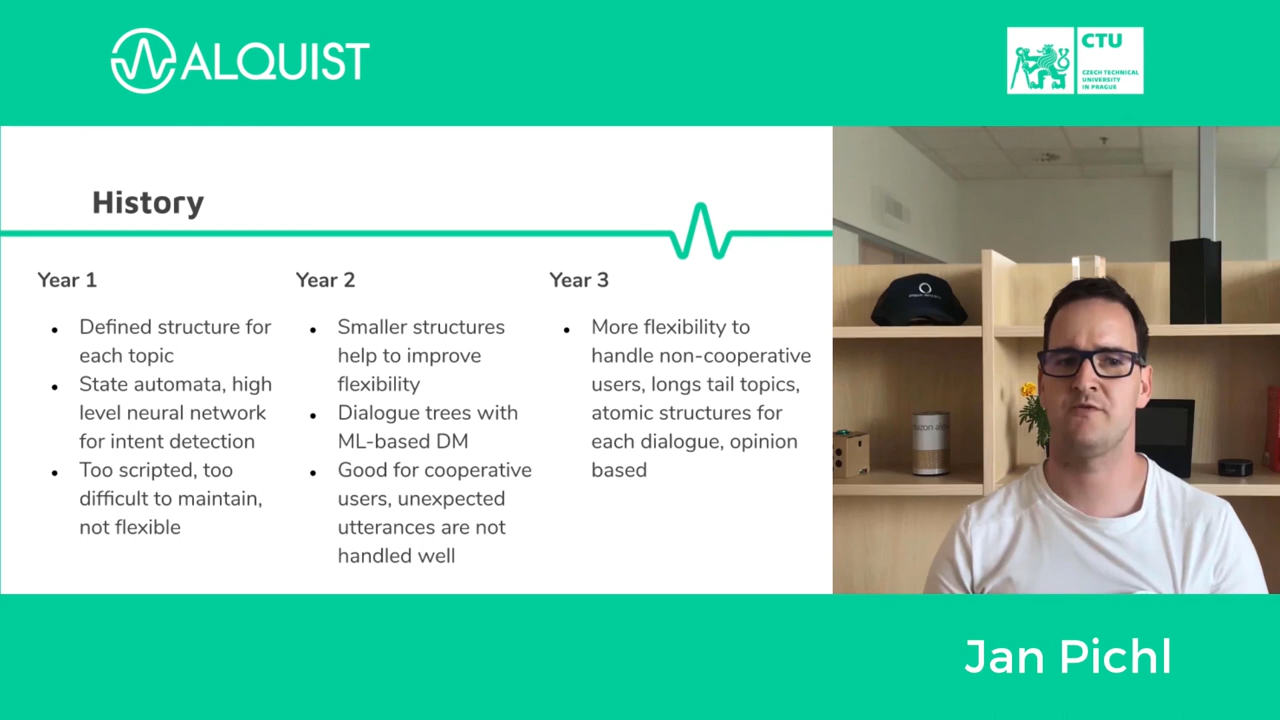 ALQUIST
CTU
CZECH TECHNICAL
UNIVERSITY
IN PRAGUE
History
Year 1
Defined structure for
each topic
State automata, high
level neural network
for intent detection
Too scripted, too
difficult to maintain,
not flexible
Year 2
Smaller structures
help to improve
flexibility
Dialogue trees with
ML-based DM
Good for cooperative
users, unexpected
utterances are not
handled well
Year 3
More flexibility to
handle non-cooperative
users, longs tail topics,
atomic structures for
each dialogue, opinion
based
Jan Pichl